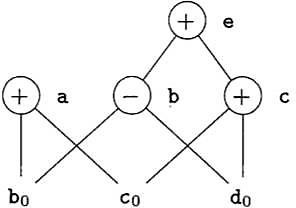 + e
+ a − b + c
b₀ c₀ d₀